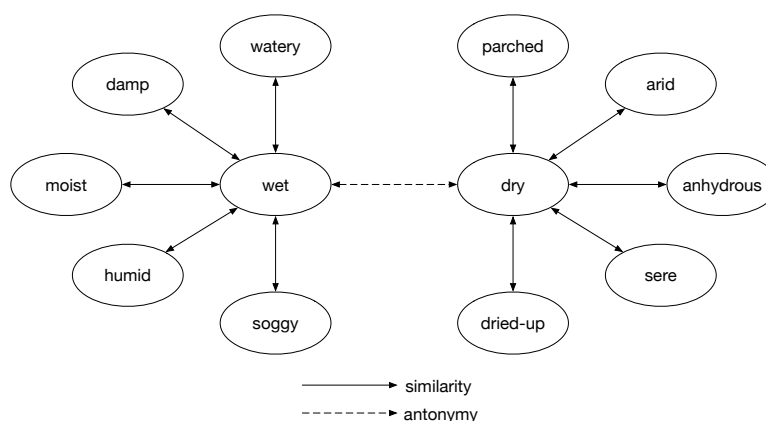 watery
parched
damp
arid
moist
wet
dry
anhydrous
humid
sere
soggy
dried-up
similarity
antonymy